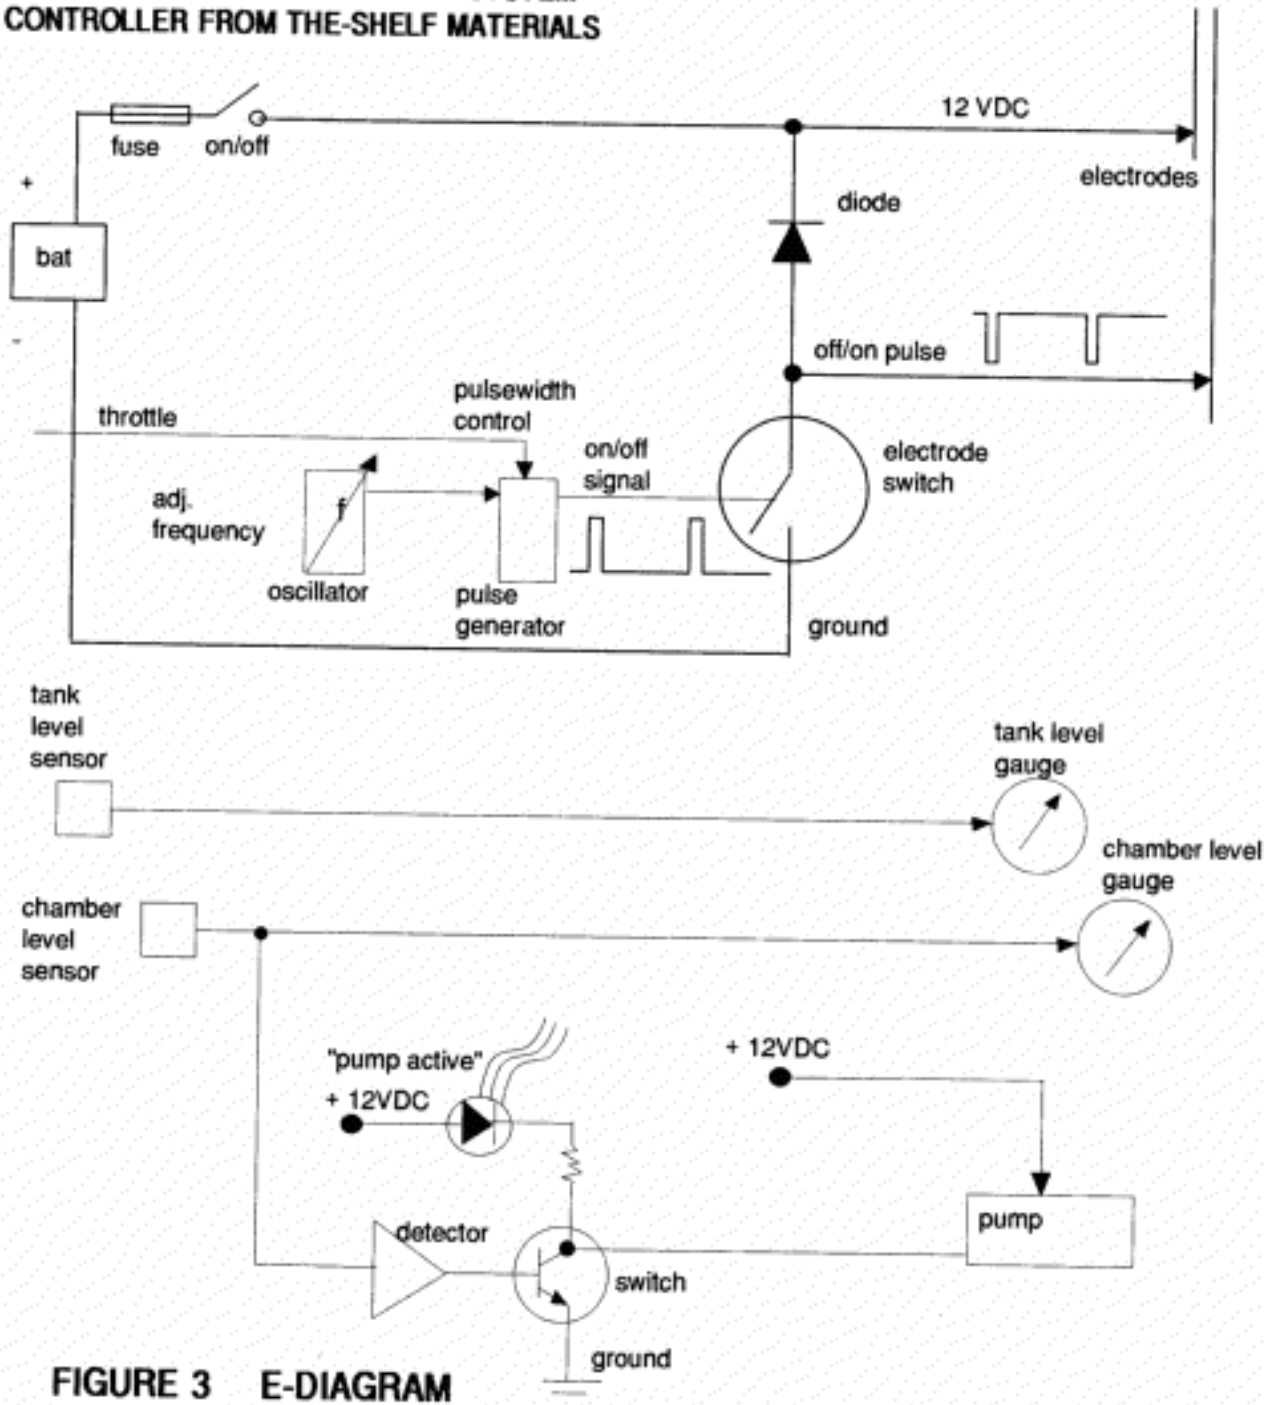 CONTROLLER FROM THE-SHELF MATERIALS
12 VDC
fuse
on/off
electrodes
+
diode
bat
-
off/on pulse
pulsewidth
control
throttle
on/off
signal
electrode
switch
adj.
frequency
f
oscillator
pulse
generator
ground
tank
level
sensor
tank level
gauge
chamber level
gauge
chamber
level
sensor
"pump active"
+ 12VDC
+ 12VDC
pump
detector
switch
ground
FIGURE 3 E-DIAGRAM